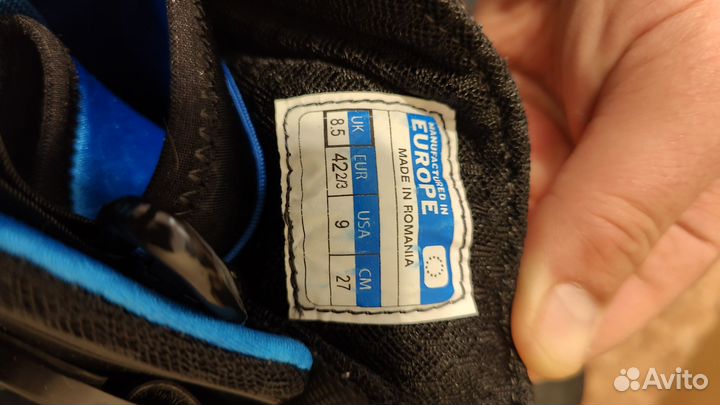 MANUFACTURED IN
EUROPE
MADE IN ROMANIA
UK EUR USA CM
8.5 42 2/3 9 27
Avito